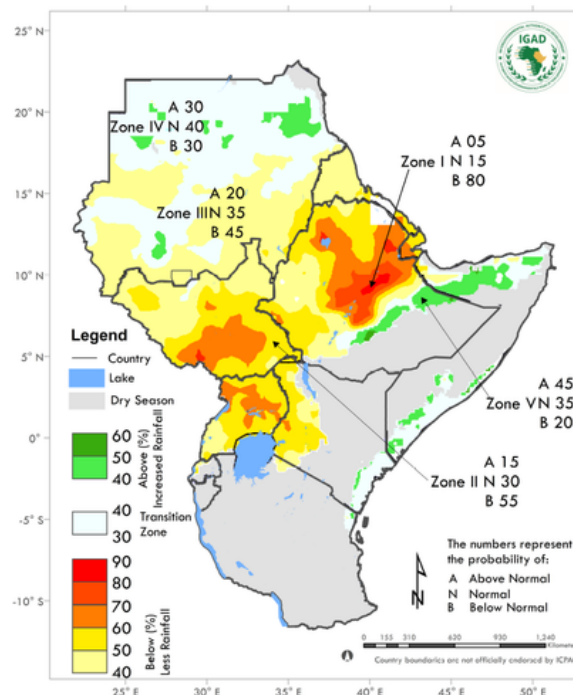 25° N
20° N
15° N
10° N
5° N
0°
-5° S
-10° S
IGAD
A 30
Zone IV N 40
B 30
A 05
Zone I N 15
B 80
A 20
Zone III N 35
B 45
A 45
Zone V N 35
B 20
A 15
Zone II N 30
B 55
Legend
Country
Lake
Dry Season
60
50
40
Above (%)
Increased Rainfall
40
30
Transition
Zone
90
80
70
60
50
40
Below (%)
Less Rainfall
The numbers represent
the probability of:
A Above Normal
N Normal
B Below Normal
N
0 155 310 620 930 1,240
Country boundaries are not officially endorsed by ICPAC
25° E
30° E
35° E
40° E
45° E
50° E